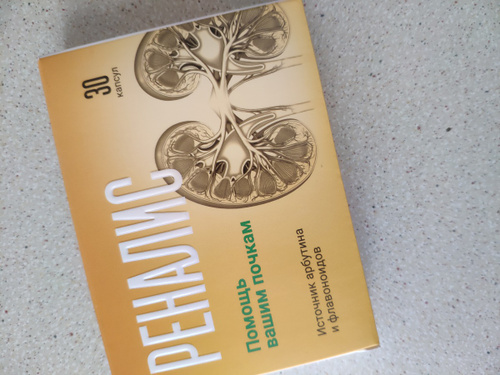 30
капсул
РЕНАЛИС
Помощь
вашим почкам
Источник арбутина
и флавоноидов